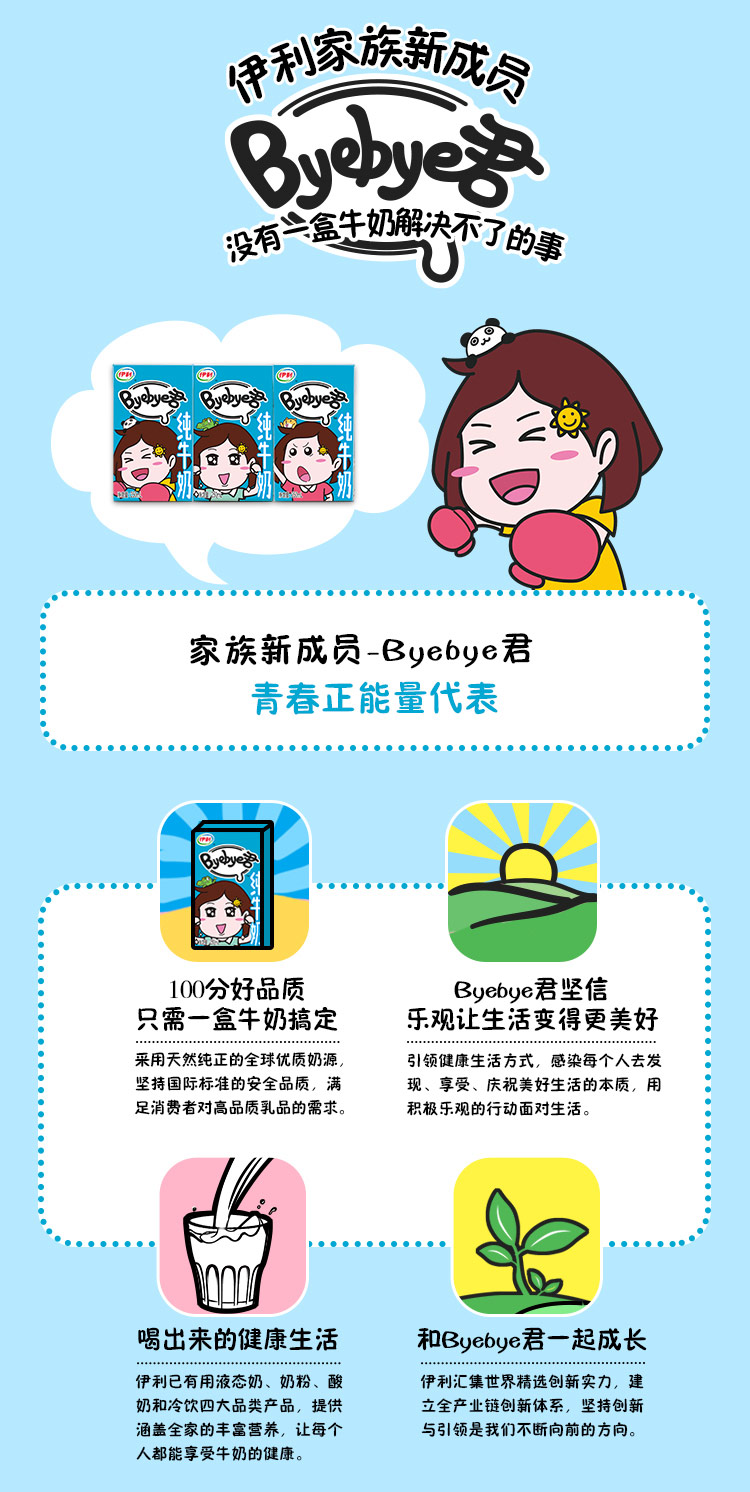 伊利家族新成员
Byebye君
没有一盒牛奶解决不了的事
伊利
伊利
伊利
Byebye君
Byebye君
Byebye君
纯牛奶
纯牛奶
纯牛奶
家族新成员-Byebye君
青春正能量代表
伊利
Byebye君
纯牛奶
100分好品质
只需一盒牛奶搞定
采用天然纯正的全球优质奶源，
坚持国际标准的安全品质，满
足消费者对高品质乳品的需求。
Byebye君坚信
乐观让生活变得更美好
引领健康生活方式，感染每个人去发
现、享受、庆祝美好生活的本质，用
积极乐观的行动面对生活。
喝出来的健康生活
伊利已有用液态奶、奶粉、酸
奶和冷饮四大品类产品，提供
涵盖全家的丰富营养，让每个
人都能享受牛奶的健康。
和Byebye君一起成长
伊利汇集世界精选创新实力，建
立全产业链创新体系，坚持创新
与引领是我们不断向前的方向。